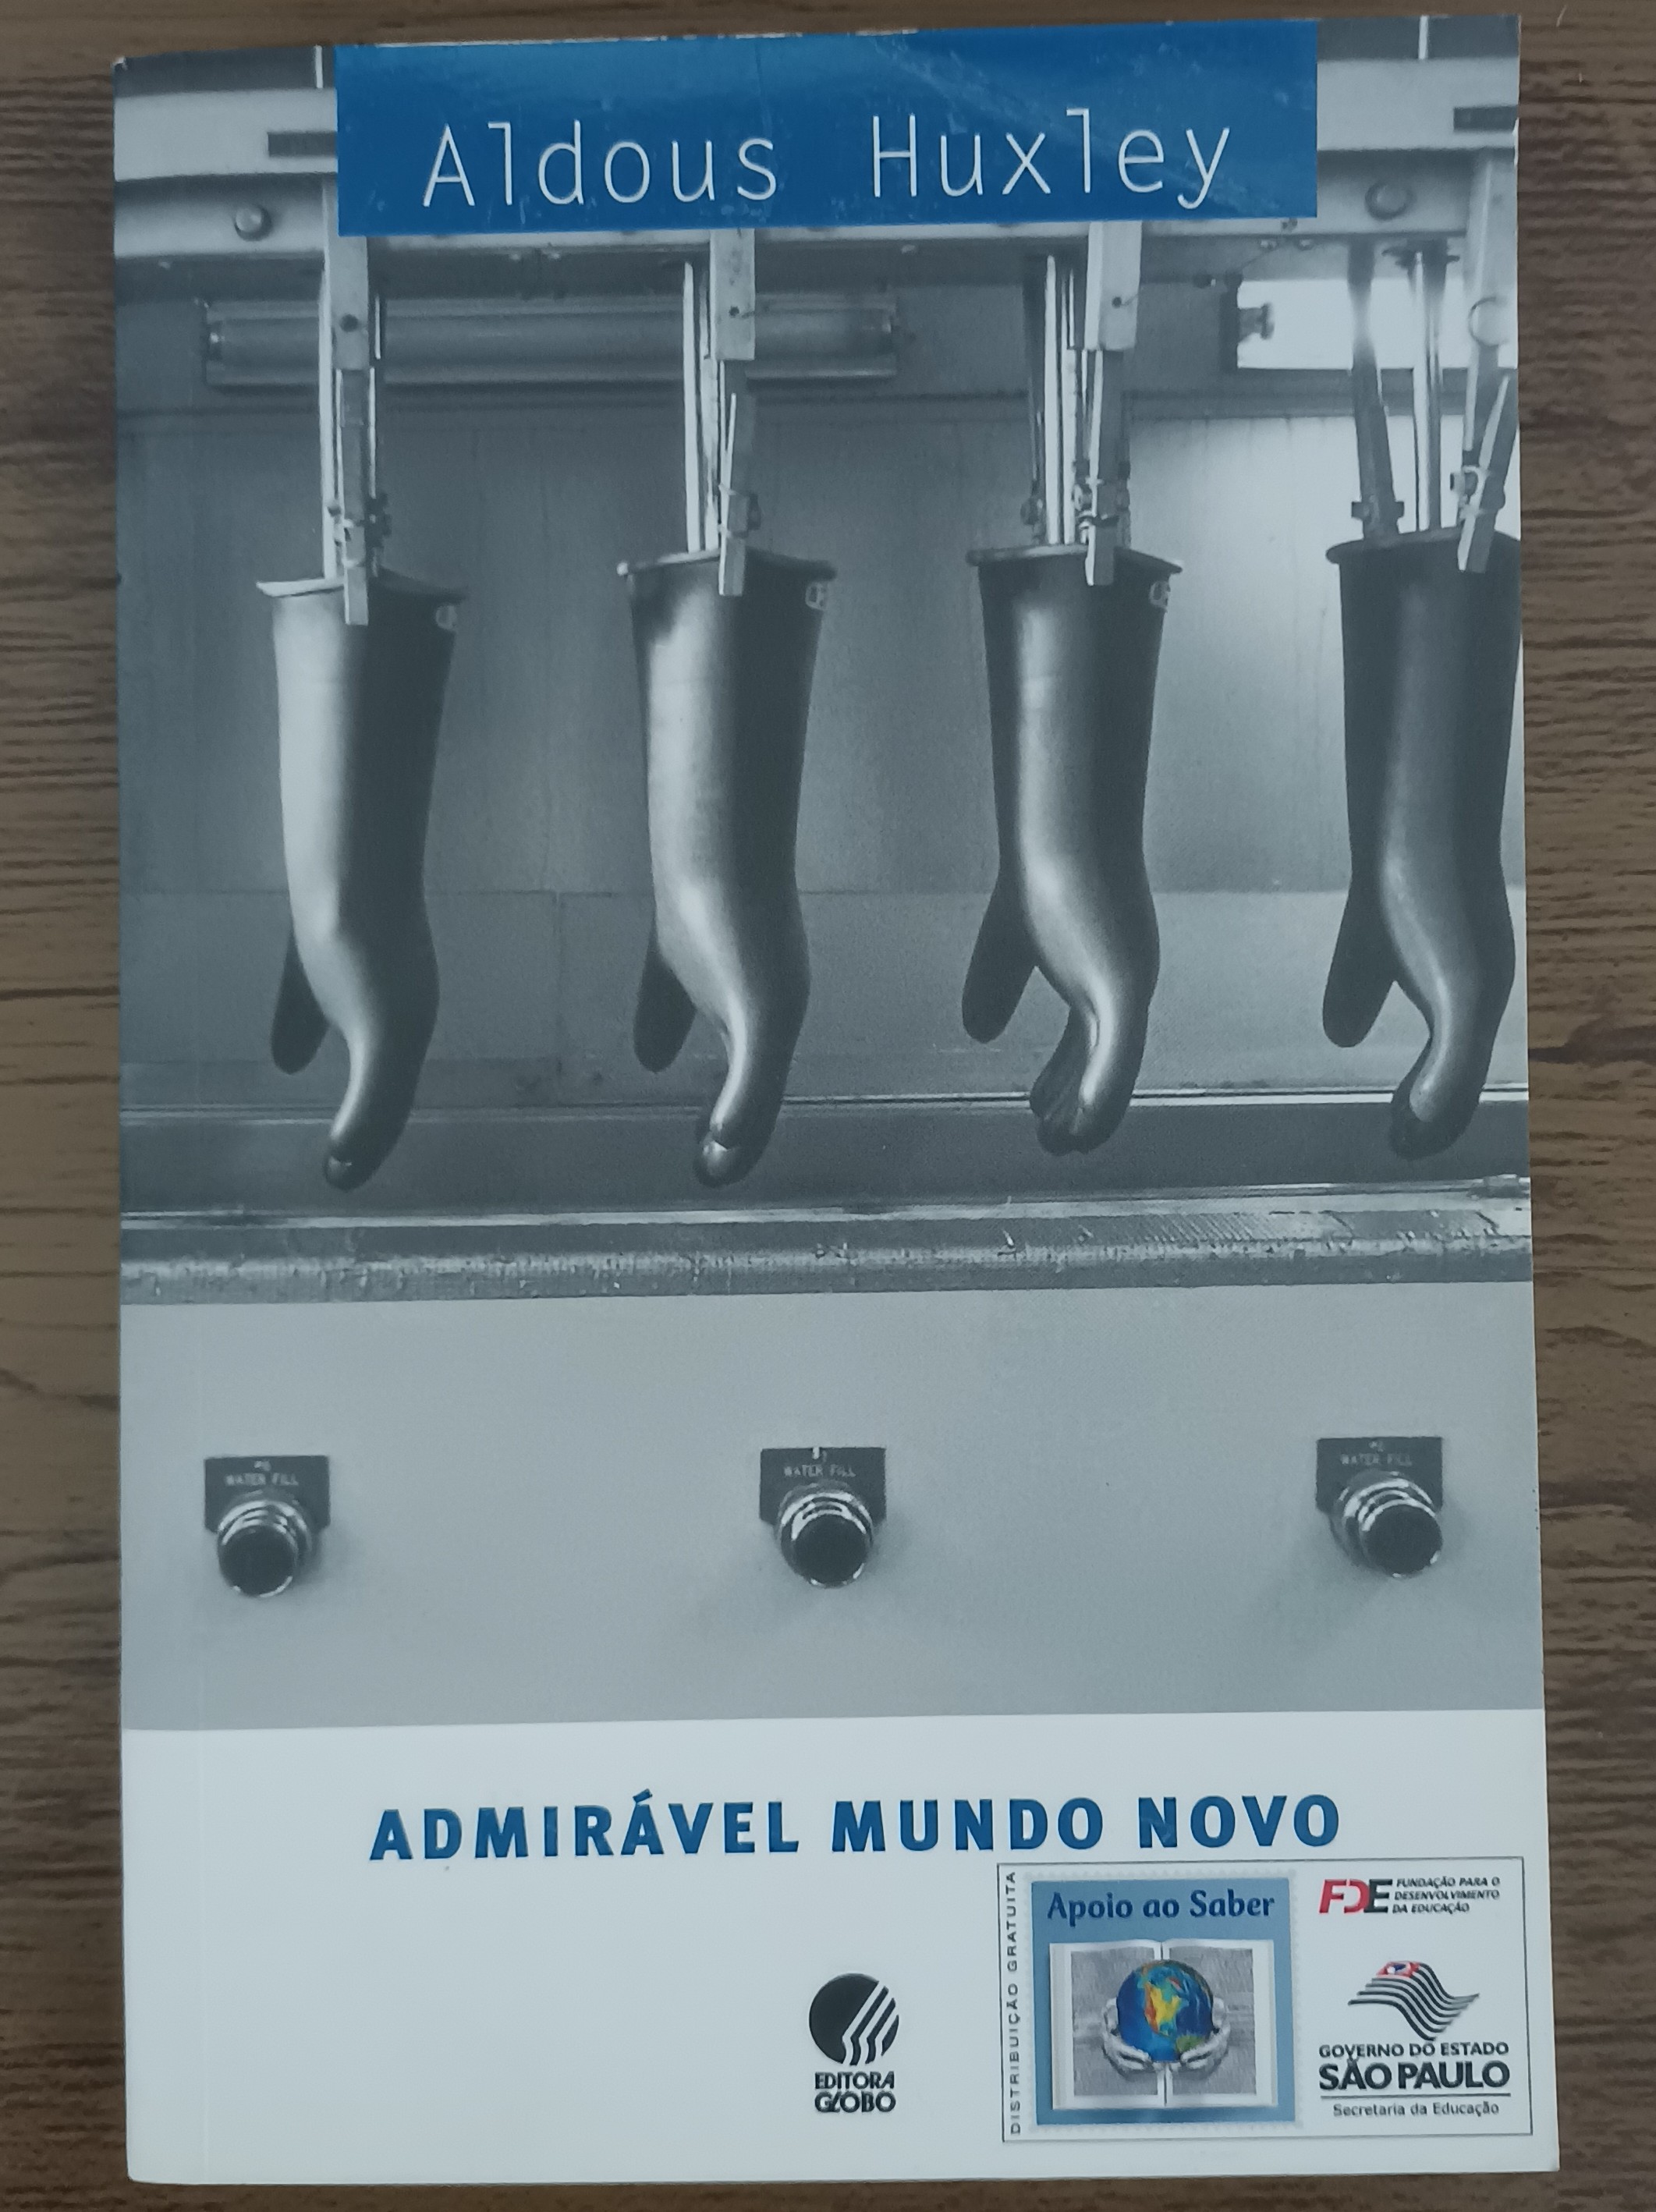 Aldous Huxley
WATER FILL
WATER FILL
WATER FILL
ADMIRÁVEL MUNDO NOVO
EDITORA
GLOBO
DISTRIBUIÇÃO GRATUITA
Apoio ao Saber
FDE
FUNDAÇÃO PARA O
DESENVOLVIMENTO
DA EDUCAÇÃO
GOVERNO DO ESTADO
SÃO PAULO
Secretaria da Educação